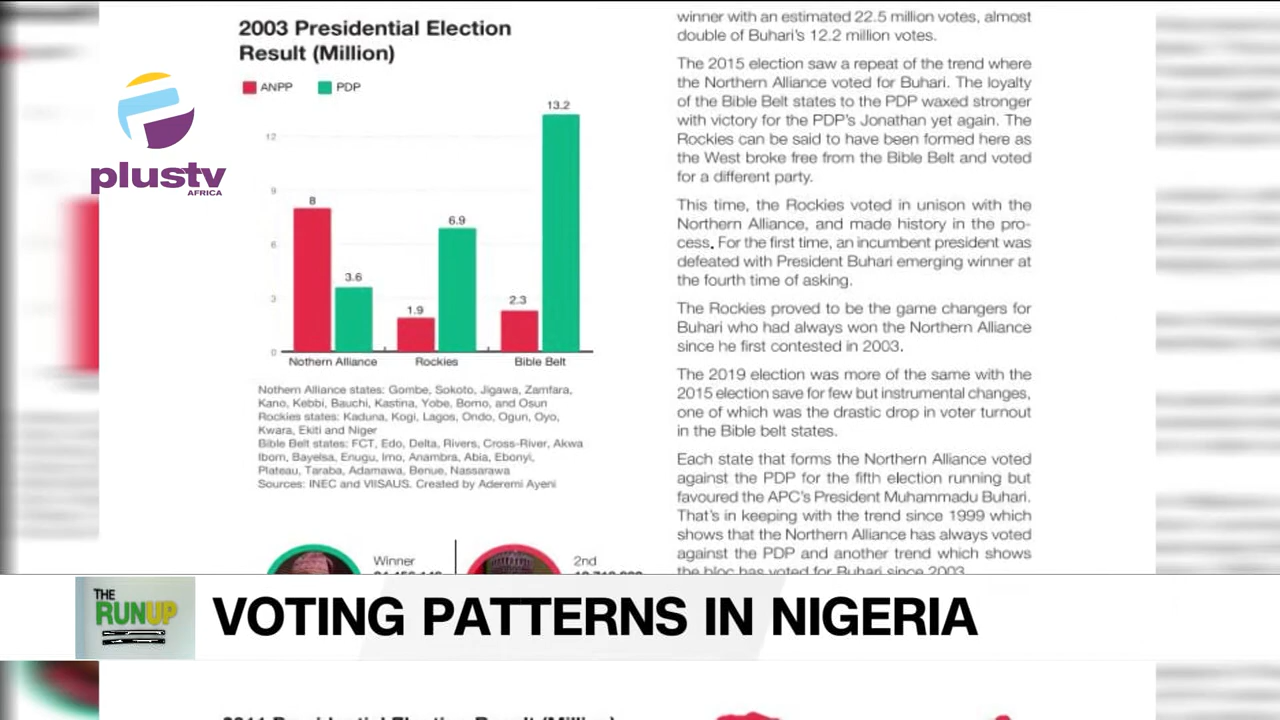 2003 Presidential Election
Result (Million)
ANPP
PDP
12
9
6
3
0
8
3.6
1.9
6.9
2.3
13.2
Nothern Alliance
Rockies
Bible Belt
Nothern Alliance states: Gombe, Sokoto, Jigawa, Zamfara,
Kano, Kebbi, Bauchi, Kastina, Yobe, Borno, and Osun
Rockies states: Kaduna, Kogi, Lagos, Ondo, Ogun, Oyo,
Kwara, Ekiti and Niger
Bible Belt states: FCT, Edo, Delta, Rivers, Cross-River, Akwa
Ibom, Bayelsa, Enugu, Imo, Anambra, Abia, Ebonyi,
Plateau, Taraba, Adamawa, Benue, Nassarawa
Sources: INEC and VIISAUS. Created by Aderemi Ayeni
Winner
2nd
winner with an estimated 22.5 million votes, almost
double of Buhari's 12.2 million votes.
The 2015 election saw a repeat of the trend where
the Northern Alliance voted for Buhari. The loyalty
of the Bible Belt states to the PDP waxed stronger
with victory for the PDP's Jonathan yet again. The
Rockies can be said to have been formed here as
the West broke free from the Bible Belt and voted
for a different party.
This time, the Rockies voted in unison with the
Northern Alliance, and made history in the pro-
cess. For the first time, an incumbent president was
defeated with President Buhari emerging winner at
the fourth time of asking.
The Rockies proved to be the game changers for
Buhari who had always won the Northern Alliance
since he first contested in 2003.
The 2019 election was more of the same with the
2015 election save for few but instrumental changes,
one of which was the drastic drop in voter turnout
in the Bible belt states.
Each state that forms the Northern Alliance voted
against the PDP for the fifth election running but
favoured the APC's President Muhammadu Buhari.
That's in keeping with the trend since 1999 which
shows that the Northern Alliance has always voted
against the PDP and another trend which shows
the bloc has voted for Buhari since 2003
plustv
AFRICA
THE
RUNUP
VOTING PATTERNS IN NIGERIA
2011 Presidential Election Result (Million)